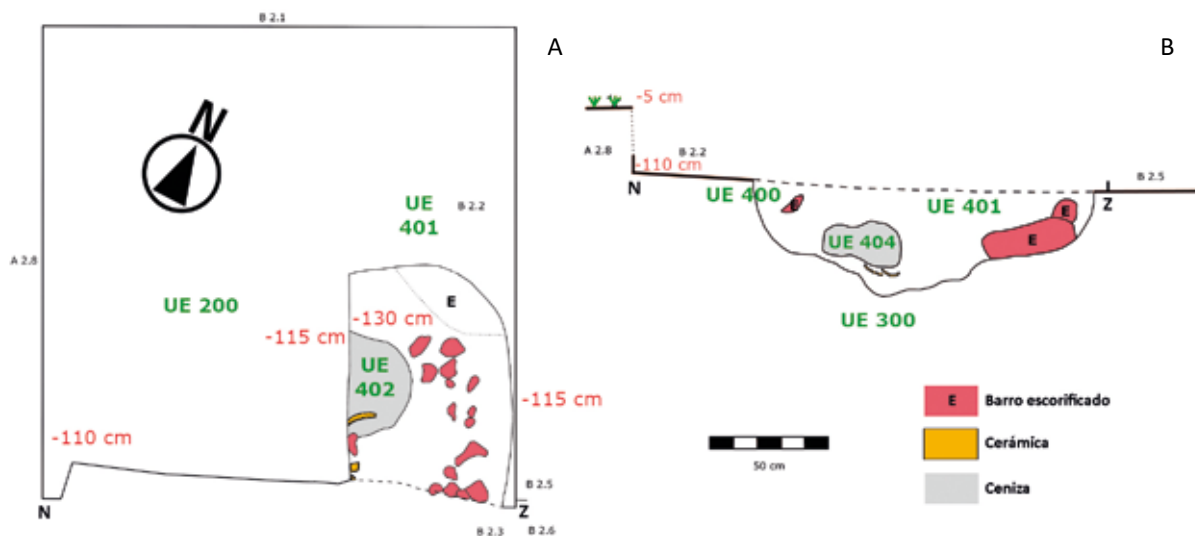 B 2.1
A
N
UE
401
B 2.2
A 2.8
UE 200
E
-130 cm
-115 cm
UE
402
-115 cm
-110 cm
N
B 2.5
Z
B 2.3
B 2.6
B
-5 cm
A 2.8
B 2.2
-110 cm
B 2.5
N
UE 400
UE 401
Z
E
E
UE 404
E
UE 300
E
Barro escorificado
Cerámica
Ceniza
50 cm